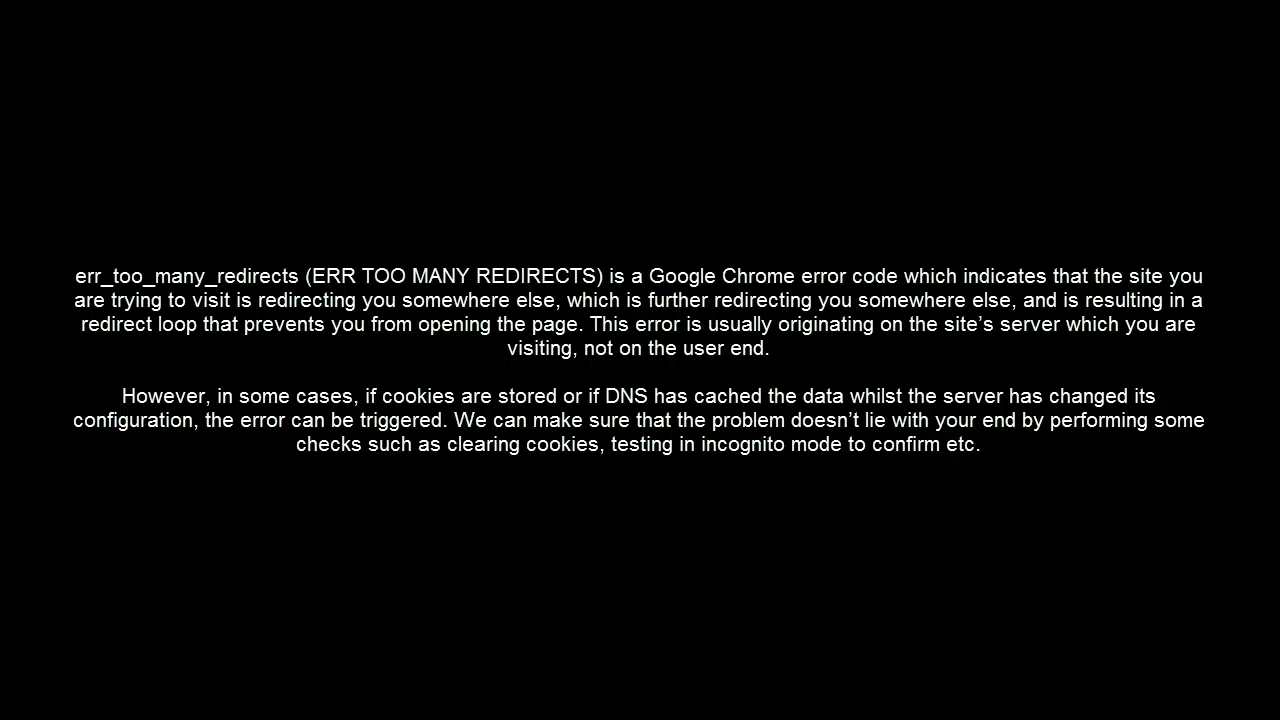 err_too_many_redirects (ERR TOO MANY REDIRECTS) is a Google Chrome error code which indicates that the site you
are trying to visit is redirecting you somewhere else, which is further redirecting you somewhere else, and is resulting in a
redirect loop that prevents you from opening the page. This error is usually originating on the site’s server which you are
visiting, not on the user end.
However, in some cases, if cookies are stored or if DNS has cached the data whilst the server has changed its
configuration, the error can be triggered. We can make sure that the problem doesn’t lie with your end by performing some
checks such as clearing cookies, testing in incognito mode to confirm etc.